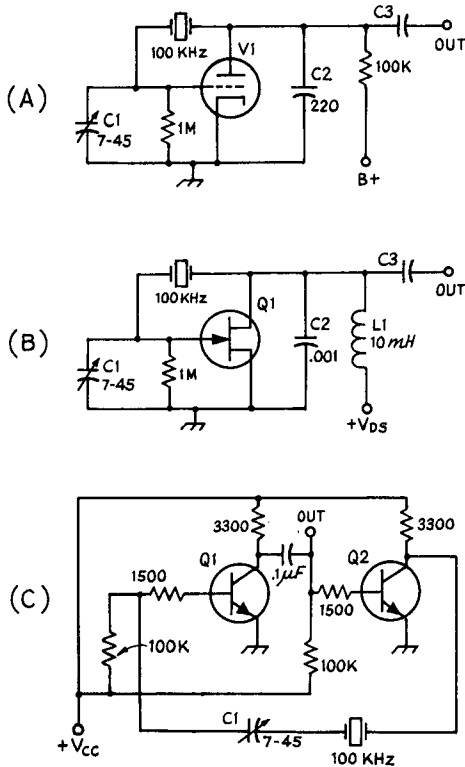 (A)
100 KHz
V1
C1
7-45
1M
C2
220
100K
B+
C3
OUT
(B)
100KHz
Q1
C1
7-45
1M
C2
.001
L1
10 mH
+VDS
C3
OUT
(C)
3300
OUT
3300
Q1
.1μF
Q2
1500
1500
100K
100K
C1
7-45
100 KHz
+VCC